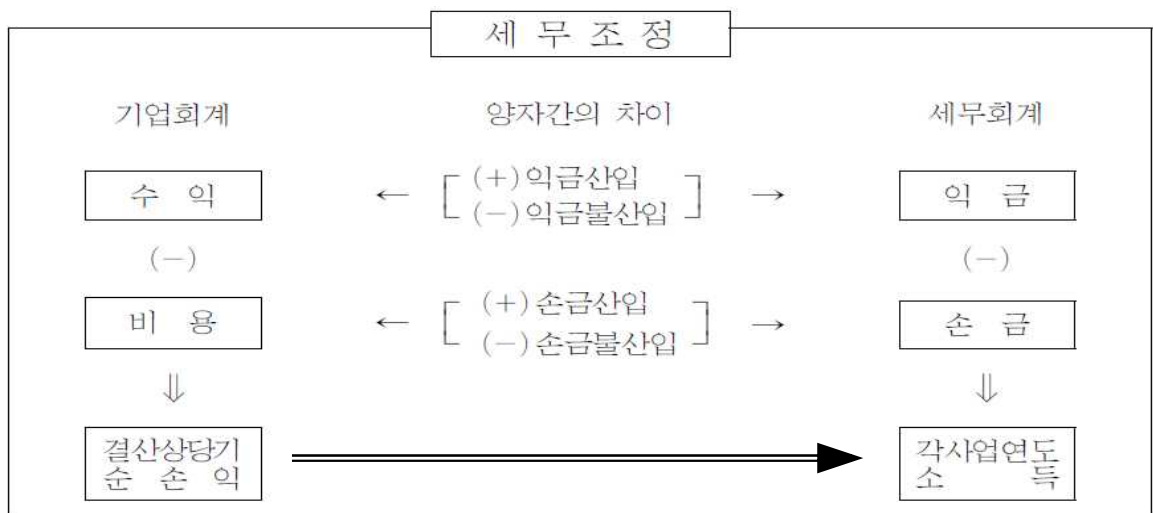 세 무 조 정
기업회계 양자간의 차이 세무회계
수 익 ← [ (+)익금산입 ] → 익 금
(-)익금불산입
(-) (-)
비 용 ← [ (+)손금산입 ] → 손 금
(-)손금불산입
⇓ ⇓
결산상당기 각사업연도
순 손 익 소 득